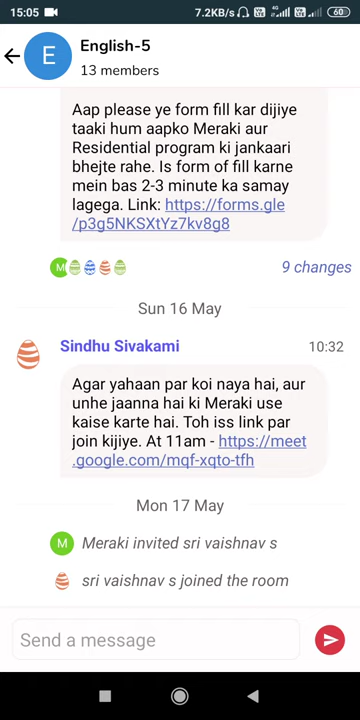 15:05
7.2KB/s
4G
60
E
English-5
13 members
Aap please ye form fill kar dijiye
taaki hum aapko Meraki aur
Residential program ki jankaari
bhejte rahe. Is form of fill karne
mein bas 2-3 minute ka samay
lagega. Link: https://forms.gle
/p3g5NKSXtYz7kv8g8
M
9 changes
Sun 16 May
Sindhu Sivakami
10:32
Agar yahaan par koi naya hai, aur
unhe jaanna hai ki Meraki use
kaise karte hai. Toh iss link par
join kijiye. At 11am - https://meet
.google.com/mqf-xqto-tfh
Mon 17 May
M
Meraki invited sri vaishnav s
sri vaishnav s joined the room
Send a message